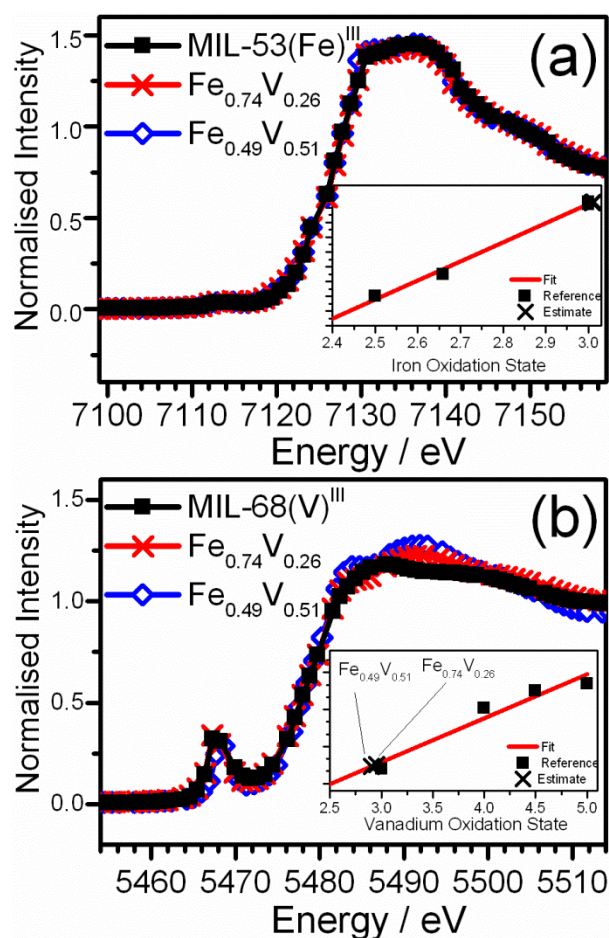 1.5
MIL-53(Fe)III
(a)
Fe0.74V0.26
Fe0.49V0.51
1.0
0.5
0.0
Normalised Intensity
Fit
Reference
Estimate
2.4 2.5 2.6 2.7 2.8 2.9 3.0
Iron Oxidation State
7100 7110 7120 7130 7140 7150
Energy / eV
1.5
MIL-68(V)III
(b)
Fe0.74V0.26
Fe0.49V0.51
1.0
0.5
0.0
Normalised Intensity
Fe0.49V0.51 Fe0.74V0.26
Fit
Reference
Estimate
2.5 3.0 3.5 4.0 4.5 5.0
Vanadium Oxidation State
5460 5470 5480 5490 5500 5510
Energy / eV